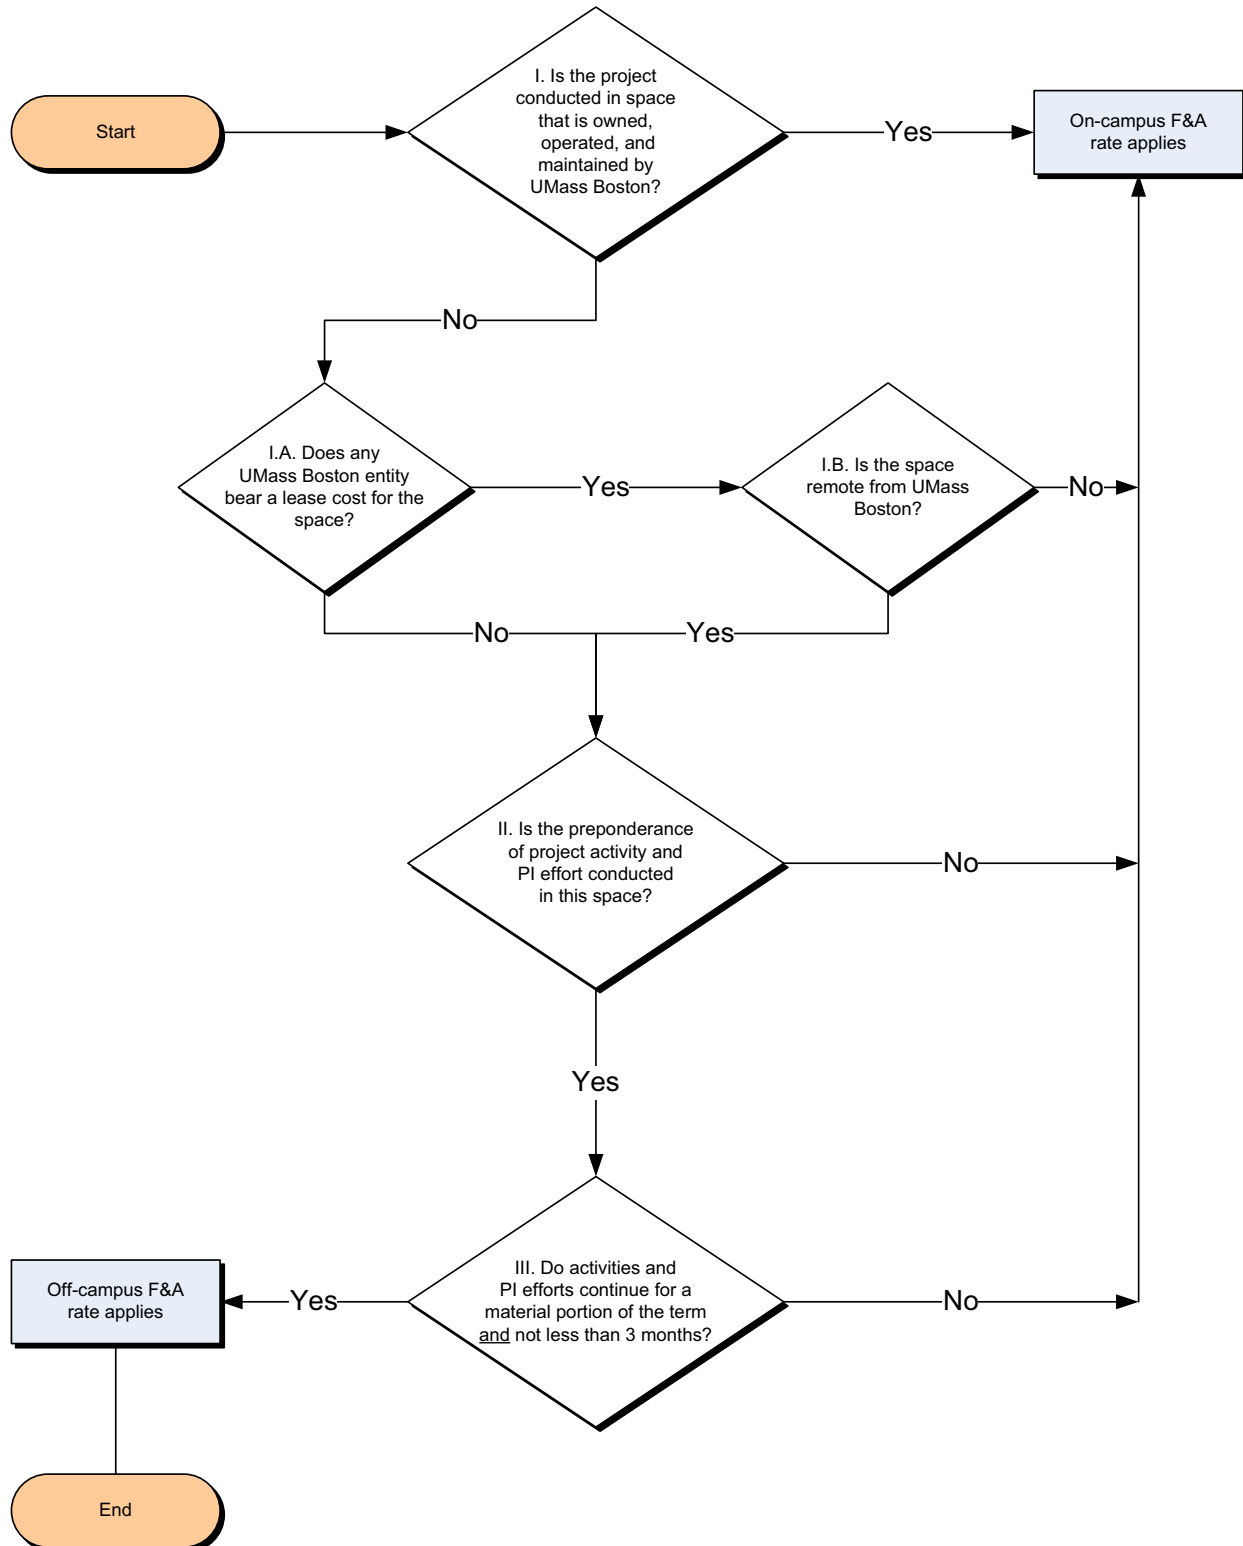 Start
I. Is the project
conducted in space
that is owned,
operated, and
maintained by
UMass Boston?
Yes
On-campus F&A
rate applies
No
I.A. Does any
UMass Boston entity
bear a lease cost for the
space?
Yes
I.B. Is the space
remote from UMass
Boston?
No
No
Yes
II. Is the preponderance
of project activity and
PI effort conducted
in this space?
No
Yes
III. Do activities and
PI efforts continue for a
material portion of the term
and not less than 3 months?
Yes
No
Off-campus F&A
rate applies
End